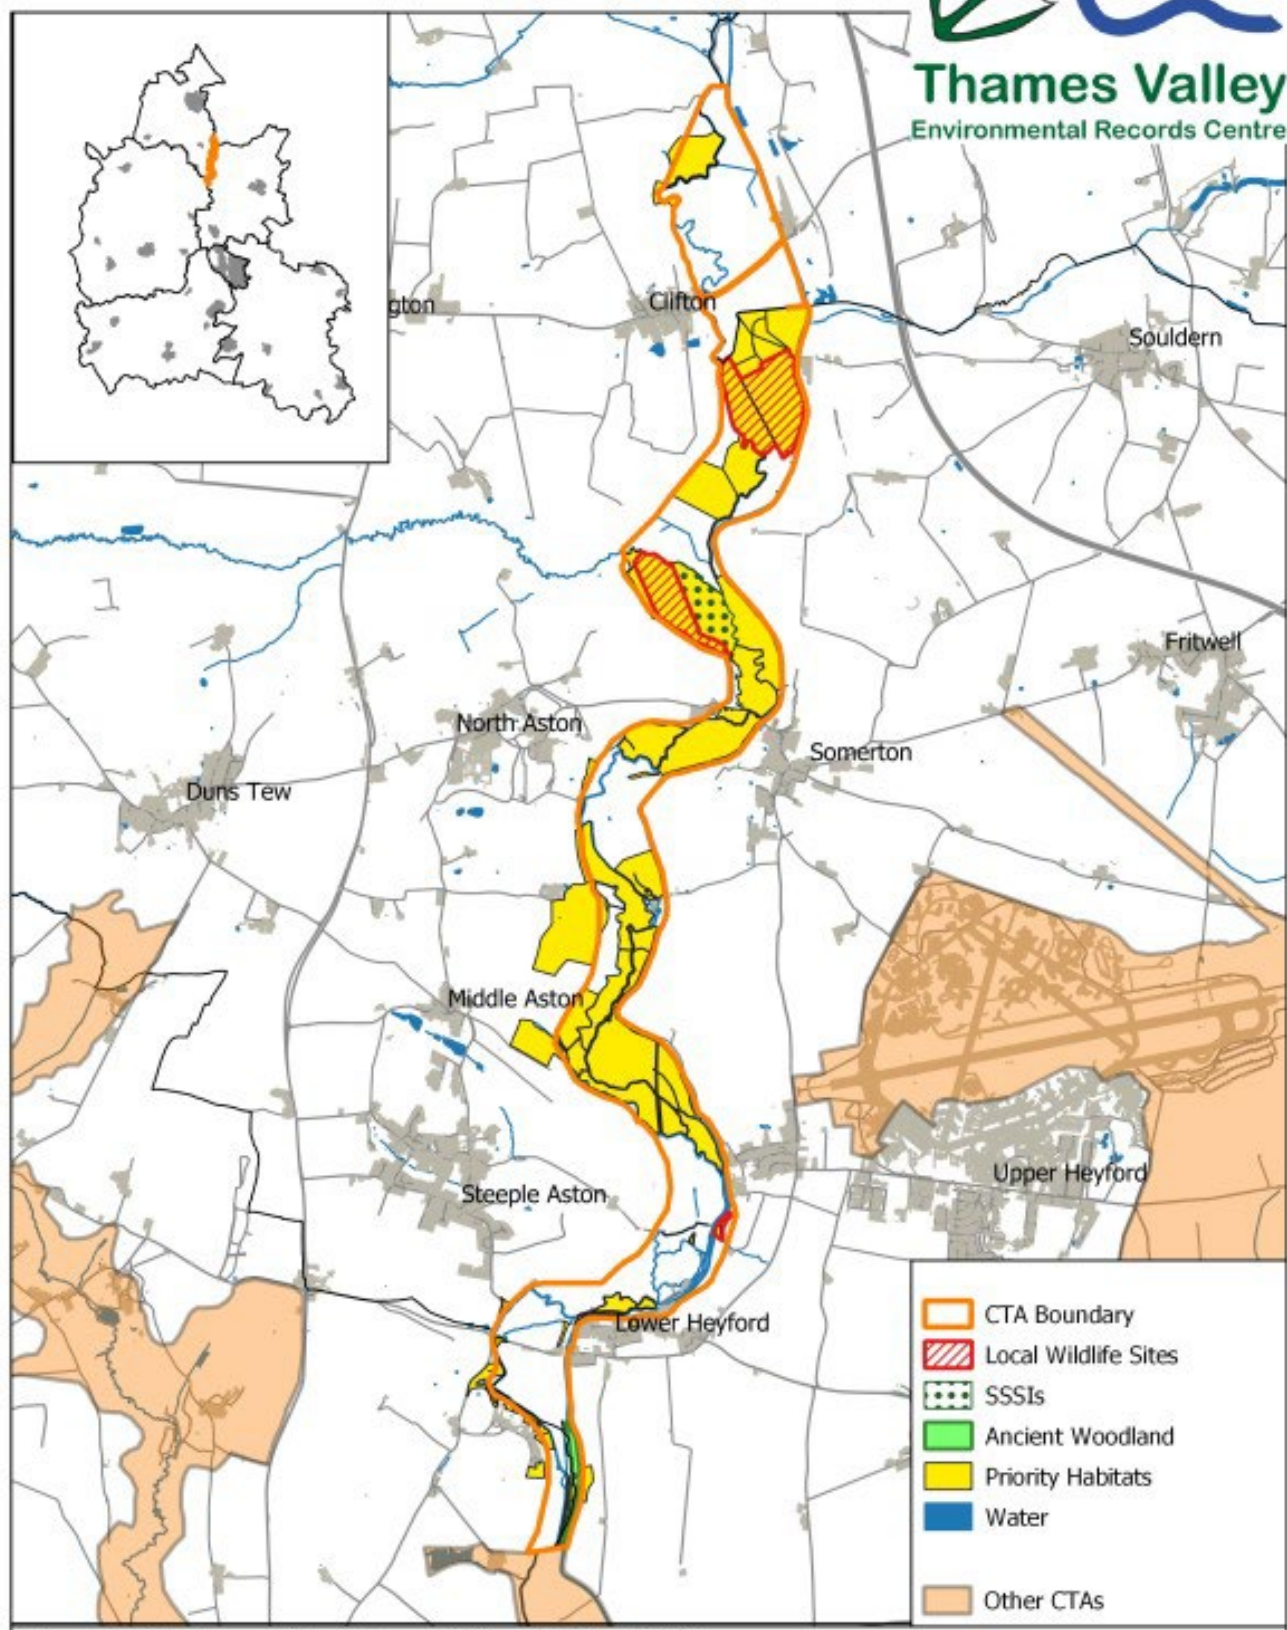 Thames Valley
Environmental Records Centre
gton
Clifton
Souldern
Fritwell
North Aston
Somerton
Duns Tew
Middle Aston
Upper Heyford
Steeple Aston
Lower Heyford
CTA Boundary
Local Wildlife Sites
SSSIs
Ancient Woodland
Priority Habitats
Water
Other CTAs